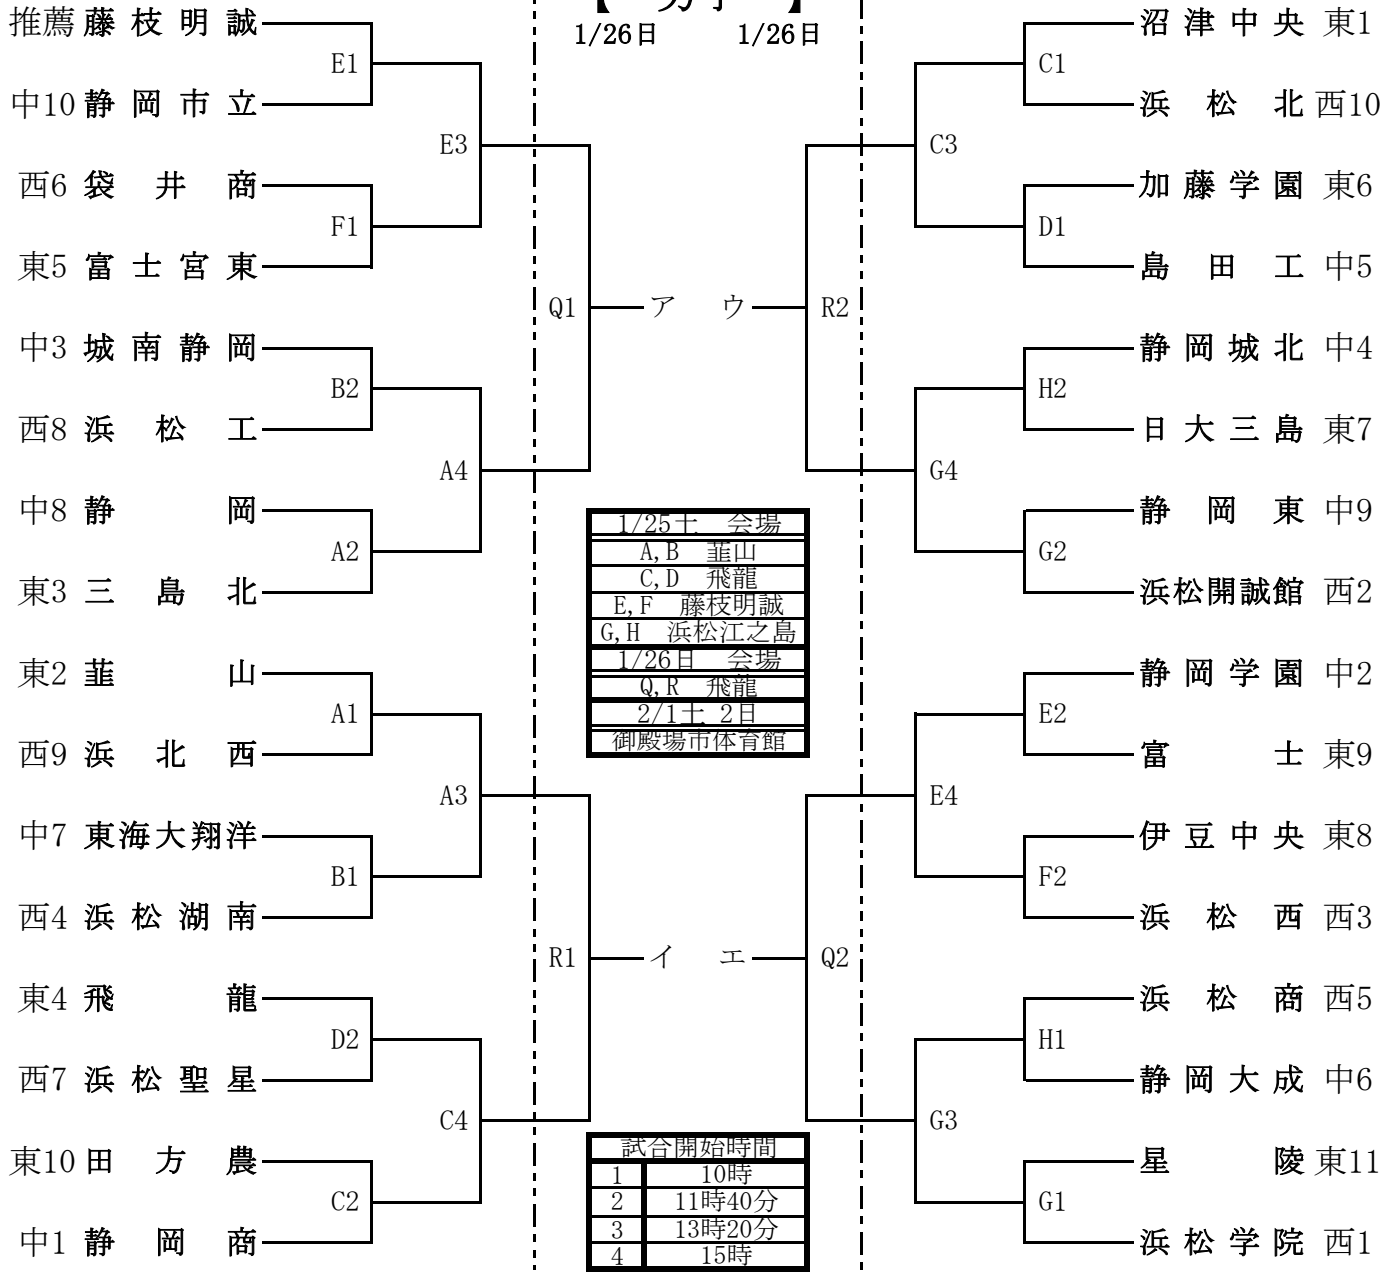 【 男子 】
1/26日 1/26日
推薦 藤枝明誠
E1
中10 静岡市立
E3
西6 袋井商
F1
東5 富士宮東
Q1 ア
中3 城南静岡
B2
西8 浜松工
A4
中8 静岡
A2
東3 三島北
東2 韮山
A1
西9 浜北西
A3
中7 東海大翔洋
B1
西4 浜松湖南
R1 イ
東4 飛龍
D2
西7 浜松聖星
C4
東10 田方農
C2
中1 静岡商
1/25土 会場
A,B 韮山
C,D 飛龍
E,F 藤枝明誠
G,H 浜松江之島
1/26日 会場
Q,R 飛龍
2/1土 2日
御殿場市体育館
試合開始時間
1 10時
2 11時40分
3 13時20分
4 15時
沼津中央 東1
C1
浜松北 西10
C3
加藤学園 東6
D1
島田工 中5
ウ R2
静岡城北 中4
H2
日大三島 東7
G4
静岡東 中9
G2
浜松開誠館 西2
静岡学園 中2
E2
富士 東9
E4
伊豆中央 東8
F2
浜松西 西3
エ Q2
浜松商 西5
H1
静岡大成 中6
G3
星陵 東11
G1
浜松学院 西1